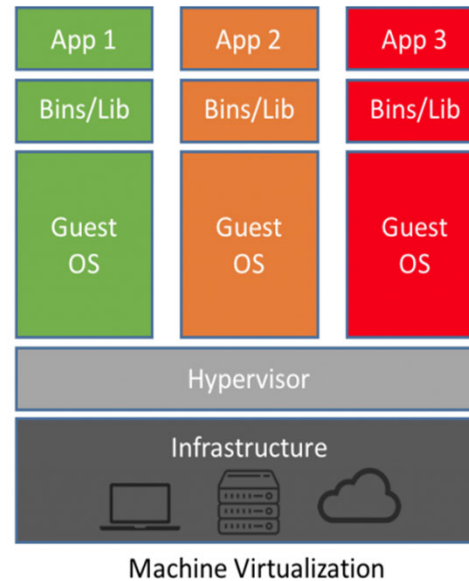 App 1
App 2
App 3
Bins/Lib
Bins/Lib
Bins/Lib
Guest
OS
Guest
OS
Guest
OS
Hypervisor
Infrastructure
Machine Virtualization